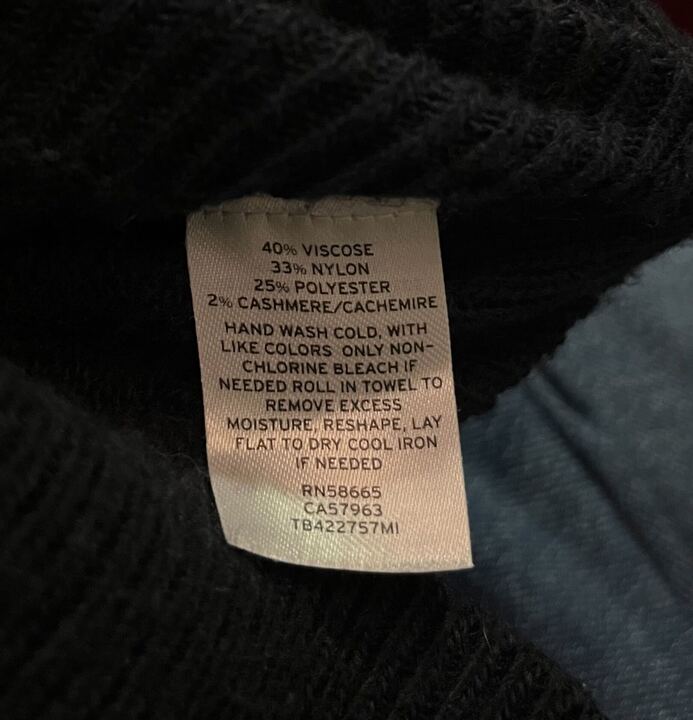 40% VISCOSE
33% NYLON
25% POLYESTER
2% CASHMERE/CACHEMIRE
HAND WASH COLD, WITH
LIKE COLORS ONLY NON-
CHLORINE BLEACH IF
NEEDED ROLL IN TOWEL TO
REMOVE EXCESS
MOISTURE, RESHAPE, LAY
FLAT TO DRY COOL IRON
IF NEEDED
RN58665
CA57963
TB422757MI